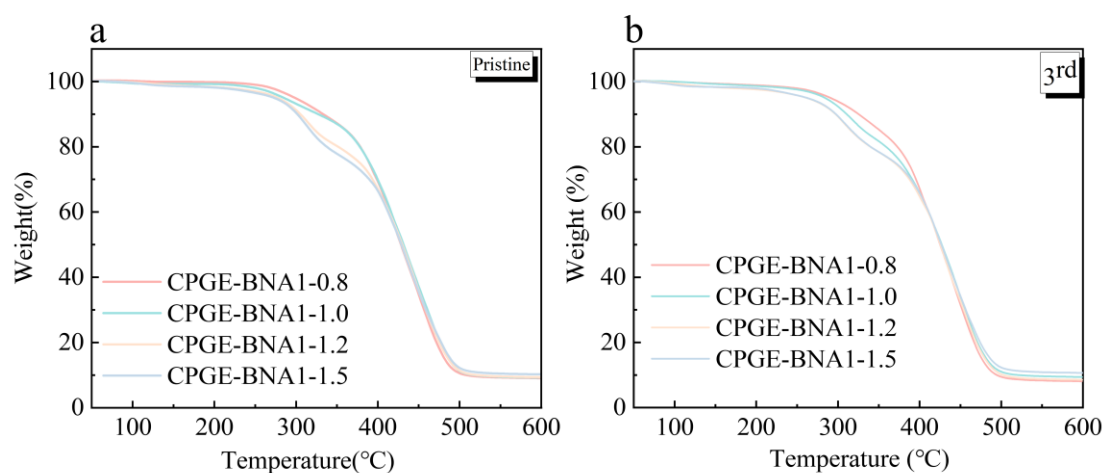 a
Pristine
Weight(%)
100
80
60
40
20
0
CPGE-BNA1-0.8
CPGE-BNA1-1.0
CPGE-BNA1-1.2
CPGE-BNA1-1.5
100 200 300 400 500 600
Temperature(°C)
b
3rd
Weight (%)
100
80
60
40
20
0
CPGE-BNA1-0.8
CPGE-BNA1-1.0
CPGE-BNA1-1.2
CPGE-BNA1-1.5
100 200 300 400 500 600
Temperature (°C)